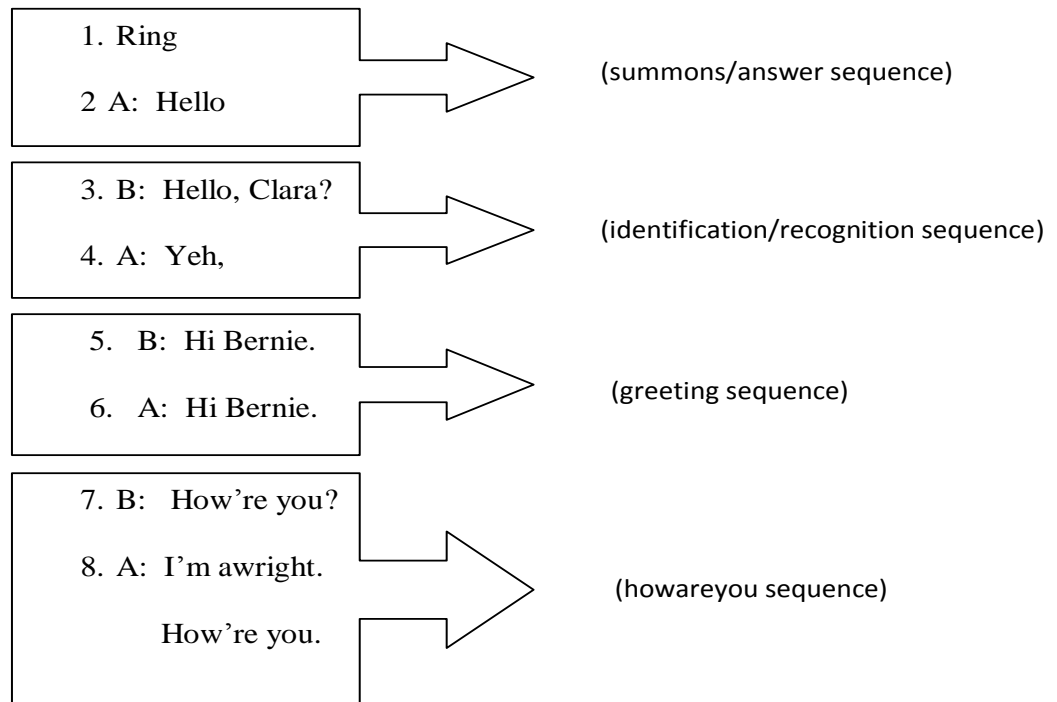 1. Ring
2 A: Hello
(summons/answer sequence)
3. B: Hello, Clara?
4. A: Yeh,
(identification/recognition sequence)
5. B: Hi Bernie.
6. A: Hi Bernie.
(greeting sequence)
7. B: How’re you?
8. A: I’m awright.
How’re you.
(howareyou sequence)